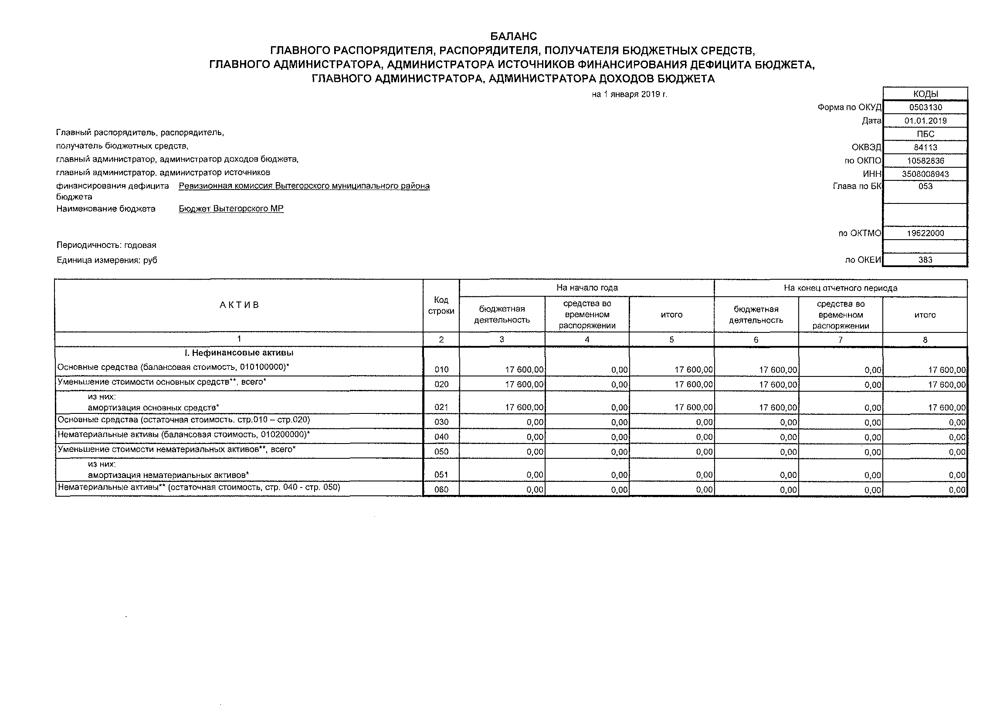 БАЛАНС
ГЛАВНОГО РАСПОРЯДИТЕЛЯ, РАСПОРЯДИТЕЛЯ, ПОЛУЧАТЕЛЯ БЮДЖЕТНЫХ СРЕДСТВ,
ГЛАВНОГО АДМИНИСТРАТОРА, АДМИНИСТРАТОРА ИСТОЧНИКОВ ФИНАНСИРОВАНИЯ ДЕФИЦИТА БЮДЖЕТА,
ГЛАВНОГО АДМИНИСТРАТОРА, АДМИНИСТРАТОРА ДОХОДОВ БЮДЖЕТА
на 1 января 2019 г.
КОДЫ
Форма по ОКУД 0503130
Дата 01.01.2019
Главный распорядитель, распорядитель, ПБС
получатель бюджетных средств, ОКВЭД 84113
главный администратор, администратор доходов бюджета, по ОКПО 10582836
главный администратор, администратор источников ИНН 3508008943
финансирования дефицита Ревизионная комиссия Вытегорского муниципального района Глава по БК 053
бюджета
Наименование бюджета Бюджет Вытегорского МР
по ОКТМО 19622000
Периодичность: годовая
Единица измерения: руб по ОКЕИ 383
А К Т И В Код строки На начало года На конец отчетного периода
бюджетная деятельность средства во временном распоряжении итого бюджетная деятельность средства во временном распоряжении итого
1 2 3 4 5 6 7 8
I. Нефинансовые активы
Основные средства (балансовая стоимость, 010100000)* 010 17 600,00 0,00 17 600,00 17 600,00 0,00 17 600,00
Уменьшение стоимости основных средств**, всего* 020 17 600,00 0,00 17 600,00 17 600,00 0,00 17 600,00
из них:
амортизация основных средств* 021 17 600,00 0,00 17 600,00 17 600,00 0,00 17 600,00
Основные средства (остаточная стоимость, стр.010 – стр.020) 030 0,00 0,00 0,00 0,00 0,00 0,00
Нематериальные активы (балансовая стоимость, 010200000)* 040 0,00 0,00 0,00 0,00 0,00 0,00
Уменьшение стоимости нематериальных активов**, всего* 050 0,00 0,00 0,00 0,00 0,00 0,00
из них:
амортизация нематериальных активов* 051 0,00 0,00 0,00 0,00 0,00 0,00
Нематериальные активы** (остаточная стоимость, стр. 040 - стр. 050) 060 0,00 0,00 0,00 0,00 0,00 0,00